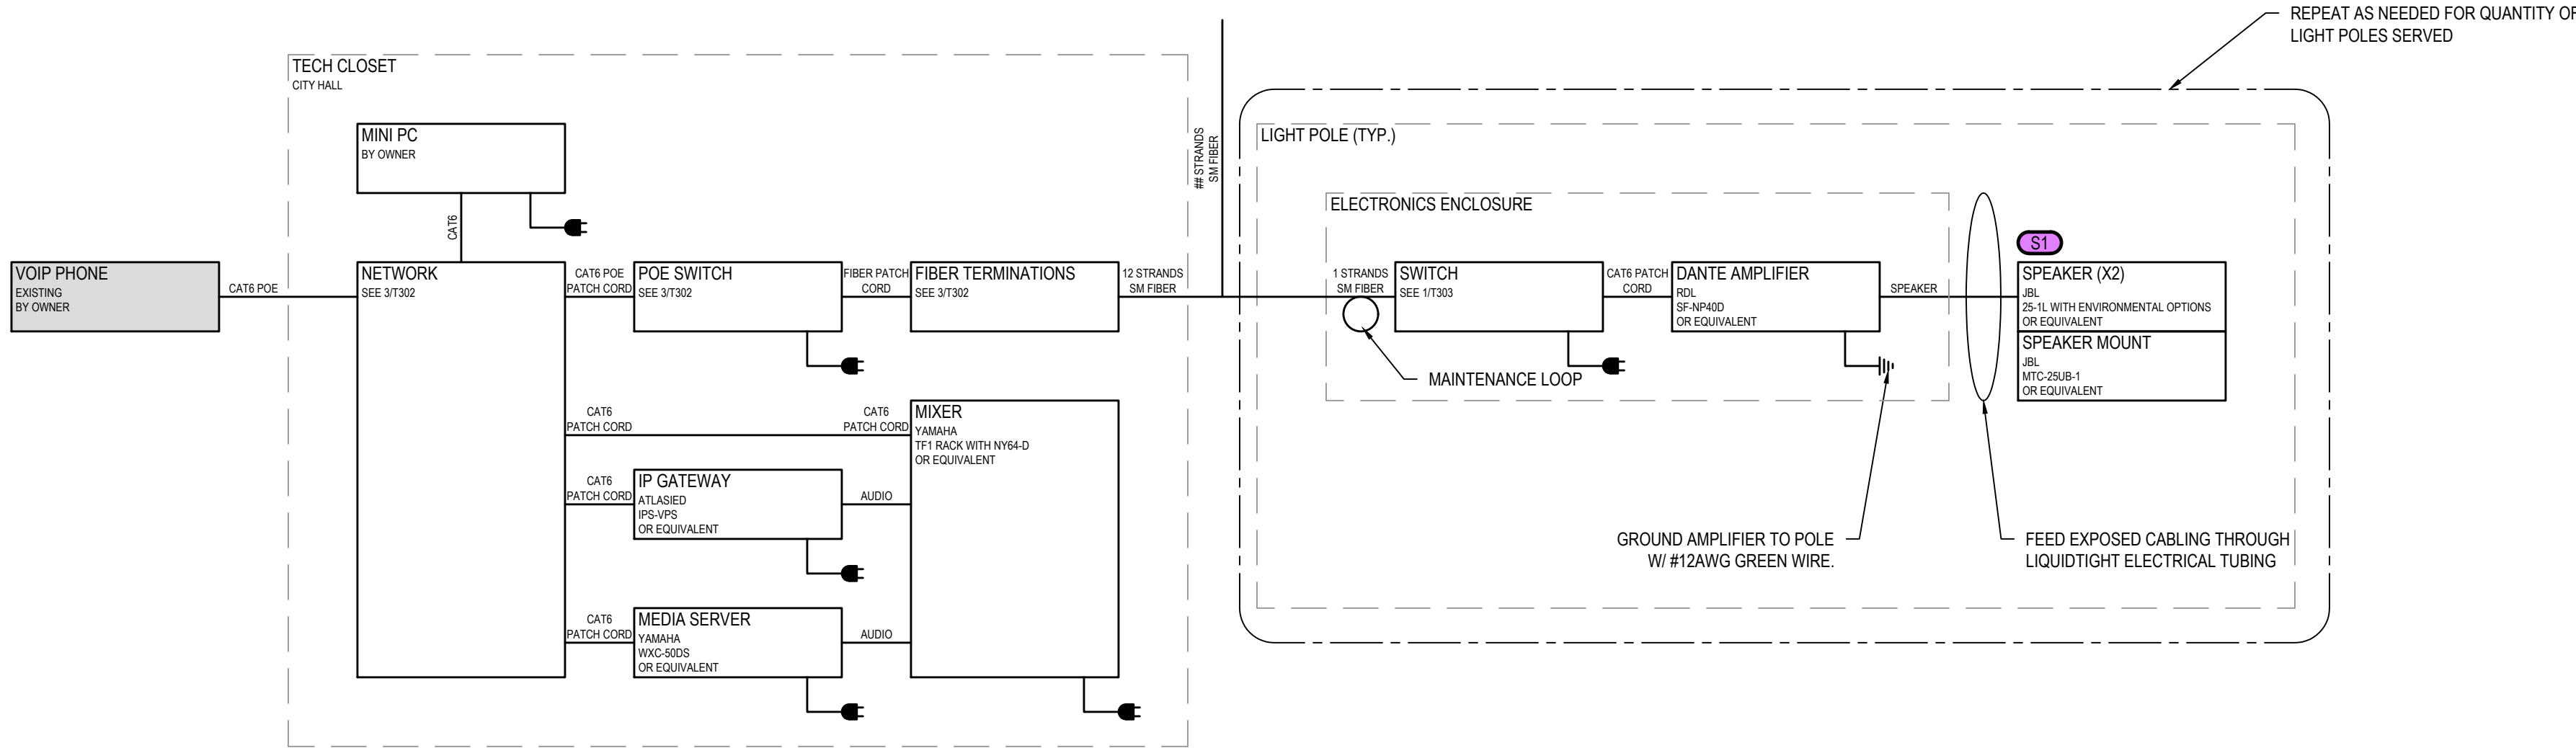 REPEAT AS NEEDED FOR QUANTITY OF
LIGHT POLES SERVED
TECH CLOSET
CITY HALL
MINI PC
BY OWNER
CAT6
VOIP PHONE
EXISTING
BY OWNER
CAT6 POE
NETWORK
SEE 3/T302
CAT6 POE
PATCH CORD
POE SWITCH
SEE 3/T302
FIBER PATCH
CORD
FIBER TERMINATIONS
SEE 3/T302
12 STRANDS
SM FIBER
## STRANDS
SM FIBER
CAT6
PATCH CORD
CAT6
PATCH CORD
MIXER
YAMAHA
TF1 RACK WITH NY64-D
OR EQUIVALENT
CAT6
PATCH CORD
IP GATEWAY
ATLASIED
IPS-VPS
OR EQUIVALENT
AUDIO
CAT6
PATCH CORD
MEDIA SERVER
YAMAHA
WXC-50DS
OR EQUIVALENT
AUDIO
LIGHT POLE (TYP.)
ELECTRONICS ENCLOSURE
1 STRANDS
SM FIBER
SWITCH
SEE 1/T303
MAINTENANCE LOOP
CAT6 PATCH
CORD
DANTE AMPLIFIER
RDL
SF-NP40D
OR EQUIVALENT
SPEAKER
S1
SPEAKER (X2)
JBL
25-1L WITH ENVIRONMENTAL OPTIONS
OR EQUIVALENT
SPEAKER MOUNT
JBL
MTC-25UB-1
OR EQUIVALENT
GROUND AMPLIFIER TO POLE
W/ #12AWG GREEN WIRE.
FEED EXPOSED CABLING THROUGH
LIQUIDTIGHT ELECTRICAL TUBING